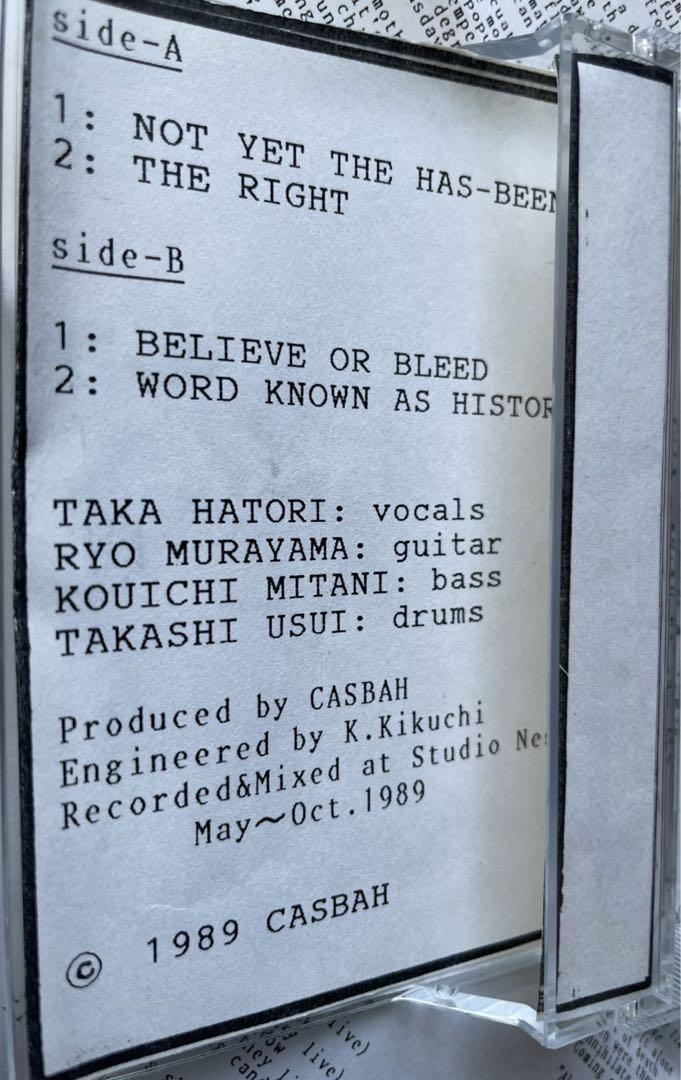 side-A
1: NOT YET THE HAS-BEEN
2: THE RIGHT
side-B
1: BELIEVE OR BLEED
2: WORD KNOWN AS HISTOR
TAKA HATORI: vocals
RYO MURAYAMA: guitar
KOUICHI MITANI: bass
TAKASHI USUI: drums
Produced by CASBAH
Engineered by K.Kikuchi
Recorded&Mixed at Studio
May～Oct.1989
© 1989 CASBAH
live)
live)